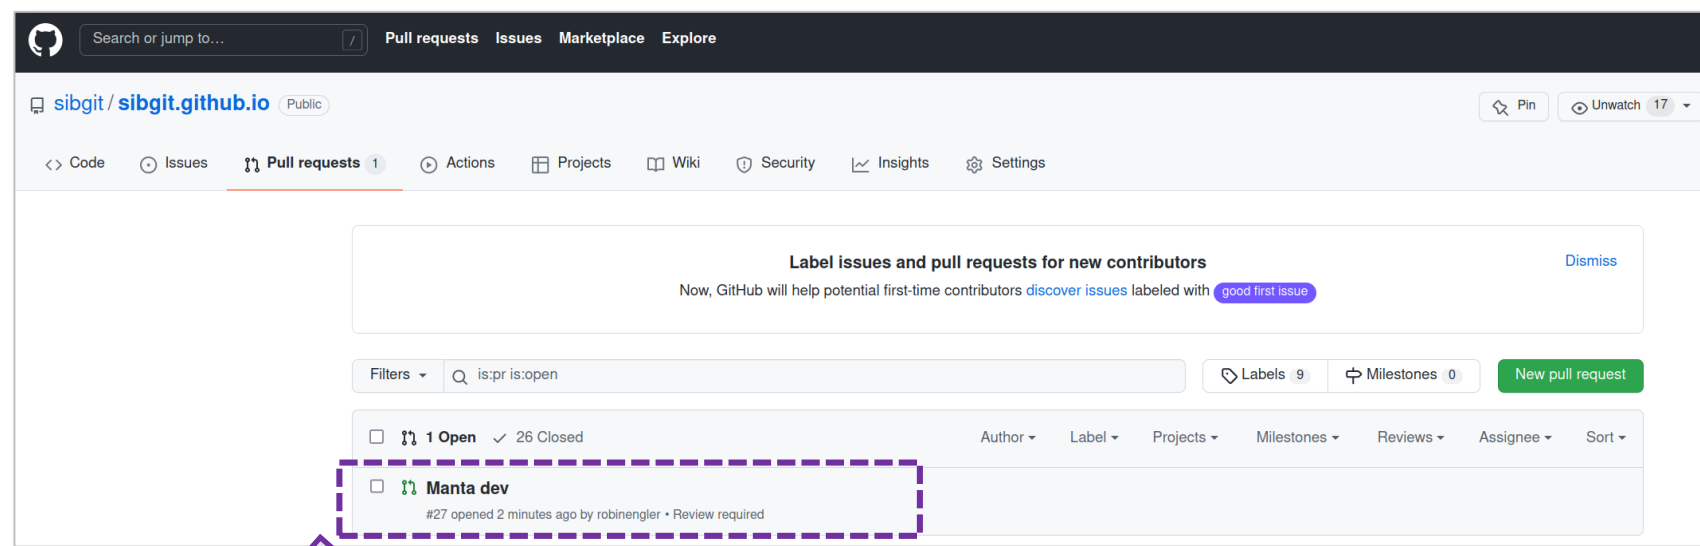 Search or jump to... / Pull requests Issues Marketplace Explore
sibgit / sibgit.github.io Public Pin Unwatch 17
Code Issues Pull requests 1 Actions Projects Wiki Security Insights Settings
Label issues and pull requests for new contributors Dismiss
Now, GitHub will help potential first-time contributors discover issues labeled with good first issue
Filters is:pr is:open Labels 9 Milestones 0 New pull request
1 Open 26 Closed Author Label Projects Milestones Reviews Assignee Sort
Manta dev
#27 opened 2 minutes ago by robinengler • Review required